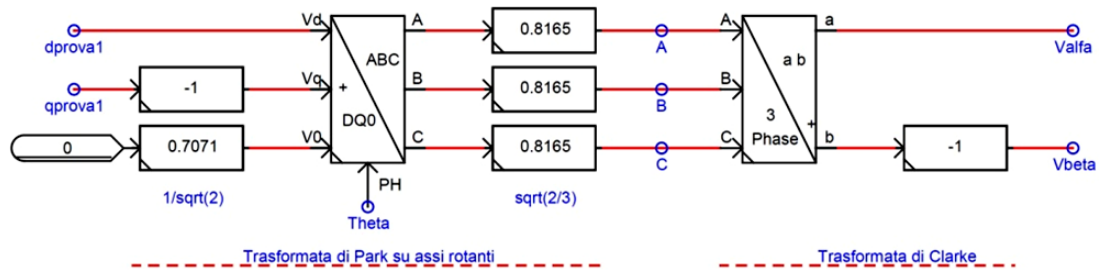 Vd A A a
0.8165
dprova1 A Valfa
ABC
Vq B B a b
-1 0.8165
qprova1 + B
DQ0 3
V0 C C Phase + b
0 0.7071 0.8165 -1
C Vbeta
PH
1/sqrt(2) sqrt(2/3)
Theta
Trasformata di Park su assi rotanti Trasformata di Clarke